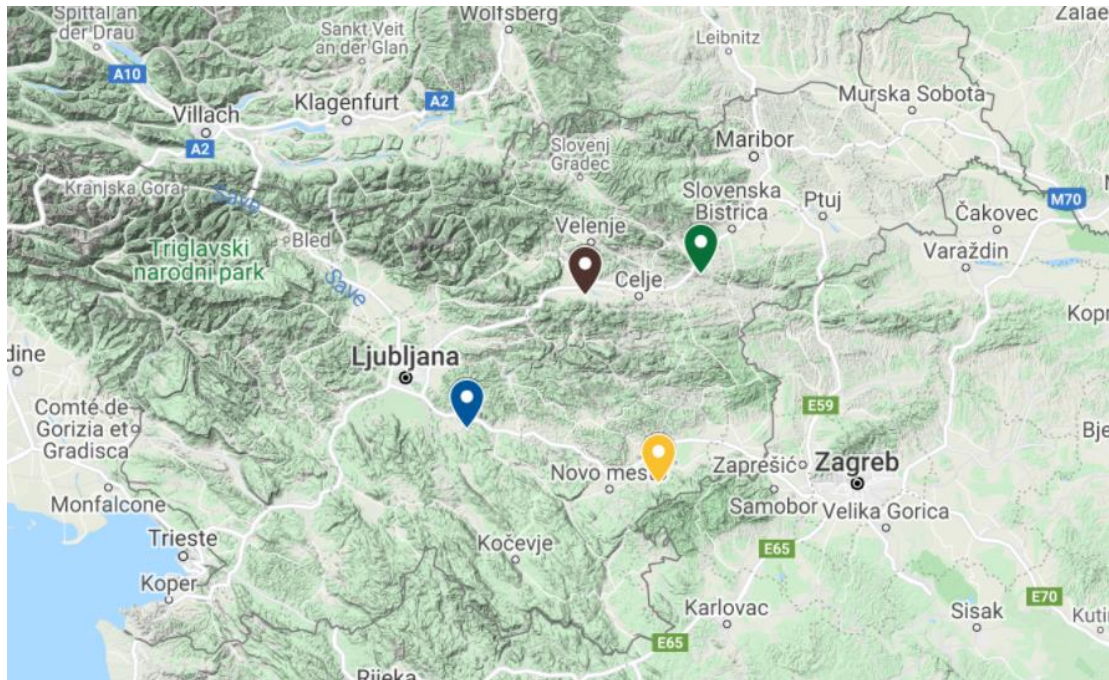 Spittal an
der Drau
Sankt Veit
an der Glan
Wolfsberg
Leibnitz
Zalae
A10
Villach
Klagenfurt
A2
Murska Sobota
A2
Maribor
Kranjska Gora
Save
Slovenj
Gradec
Slovenska
Bistrica
Ptuj
M70
Čakovec
Bled
Velenje
Varaždin
Triglavski
narodni park
Save
Celje
Kopr
dine
Ljubljana
E59
Comté de
Gorizia et
Gradisca
Bje
Novo mes
Zaprešić
Zagreb
Monfalcone
Samobor
Velika Gorica
Trieste
Kočevje
E65
Koper
Karlovac
Sisak
E70
Kuti
E65
Rijeka